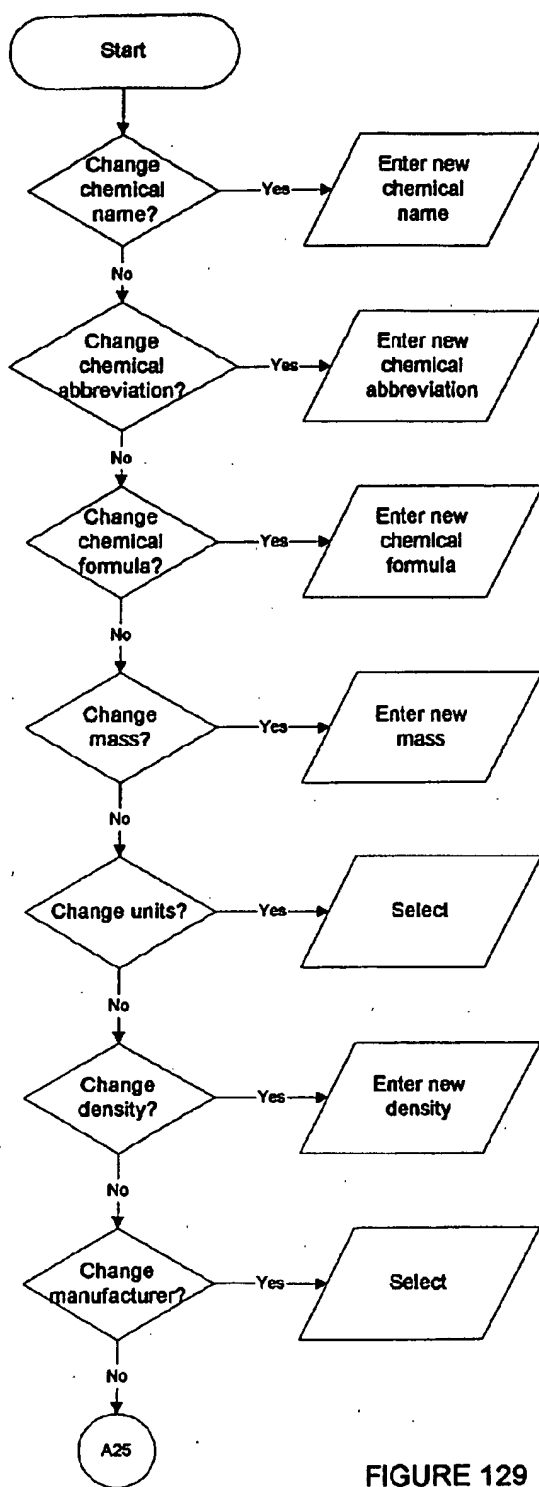 Start
Change
chemical
name?
Yes
Enter new
chemical
name
No
Change
chemical
abbreviation?
Yes
Enter new
chemical
abbreviation
No
Change
chemical
formula?
Yes
Enter new
chemical
formula
No
Change
mass?
Yes
Enter new
mass
No
Change units?
Yes
Select
No
Change
density?
Yes
Enter new
density
No
Change
manufacturer?
Yes
Select
No
A25
FIGURE 129